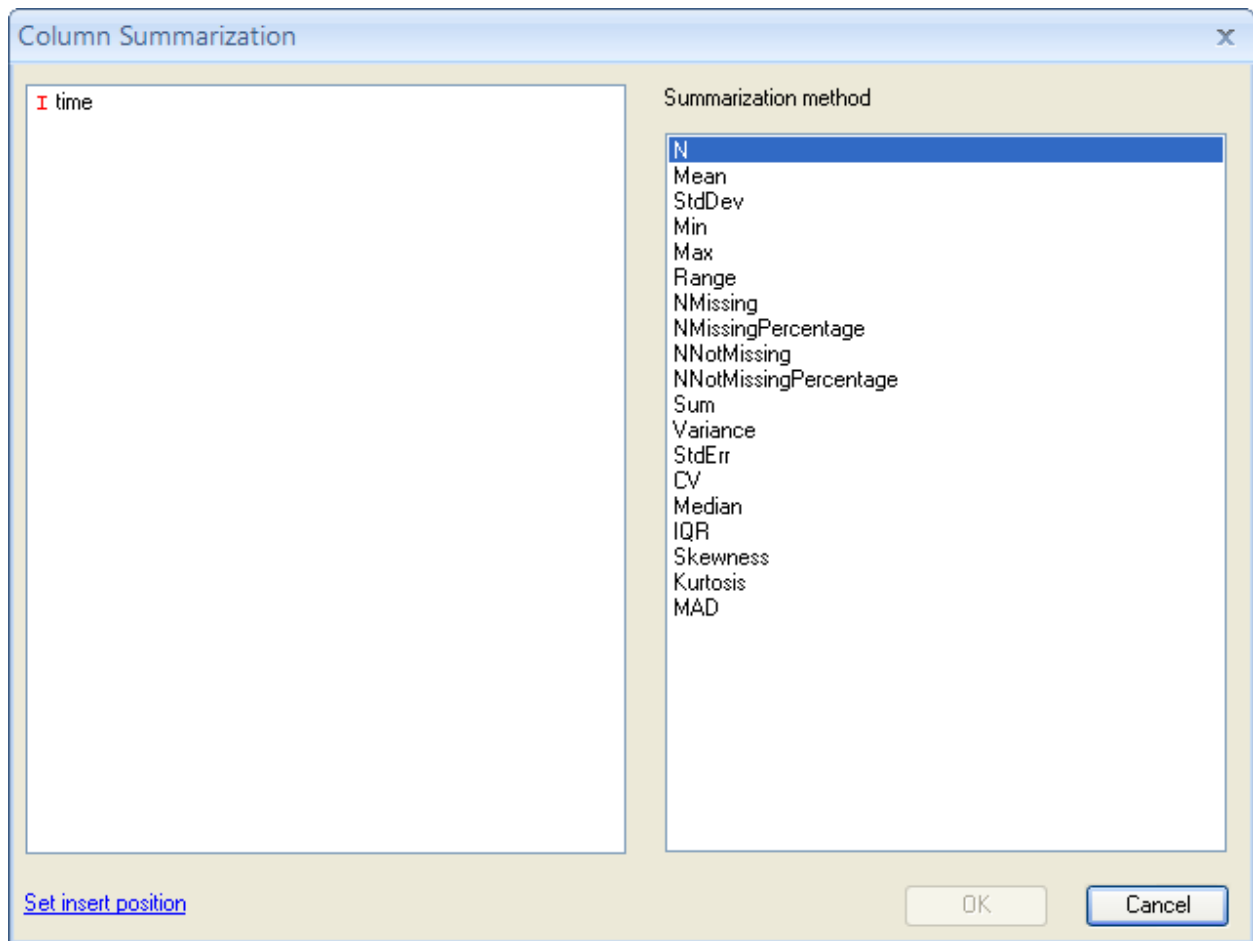 Column Summarization
x
I time
Summarization method
N
Mean
StdDev
Min
Max
Range
NMissing
NMissingPercentage
NNotMissing
NNotMissingPercentage
Sum
Variance
StdErr
CV
Median
IQR
Skewness
Kurtosis
MAD
Set insert position
OK
Cancel